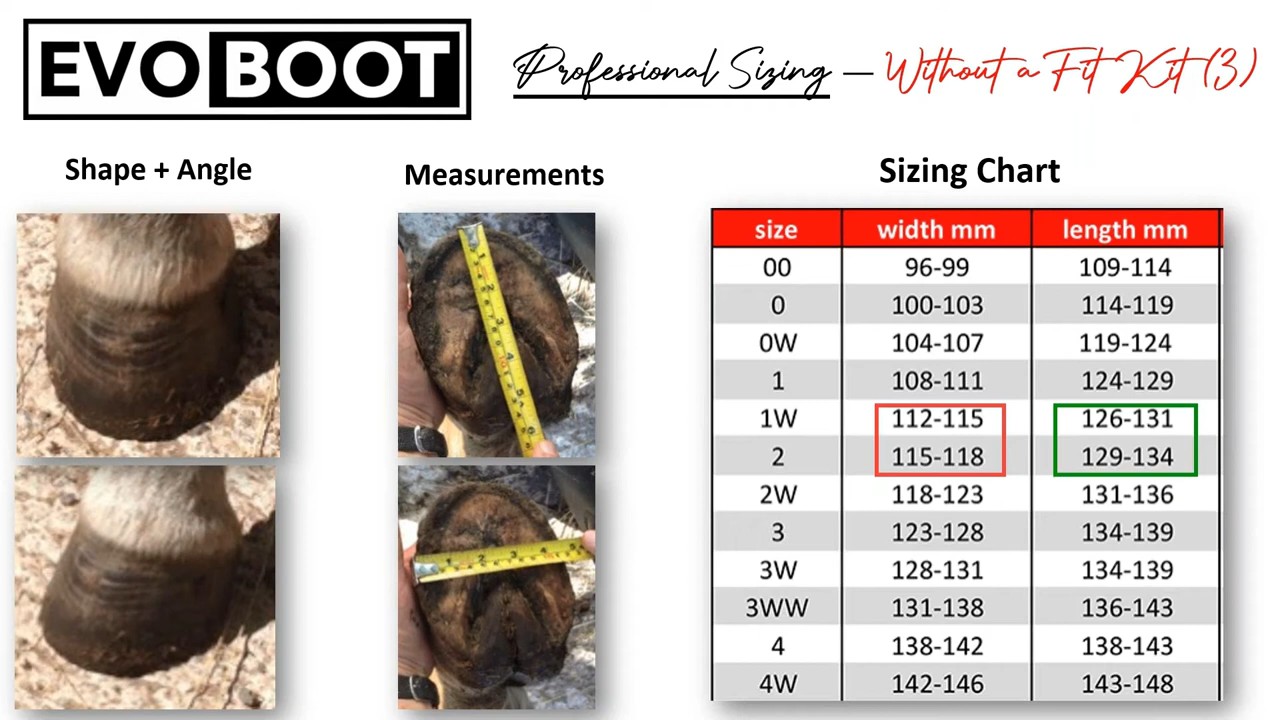 EVO BOOT
Professional Sizing — Without a Fit Kit (3)
Shape + Angle
Measurements
Sizing Chart
size width mm length mm
00 96-99 109-114
0 100-103 114-119
0W 104-107 119-124
1 108-111 124-129
1W 112-115 126-131
2 115-118 129-134
2W 118-123 131-136
3 123-128 134-139
3W 128-131 134-139
3WW 131-138 136-143
4 138-142 138-143
4W 142-146 143-148